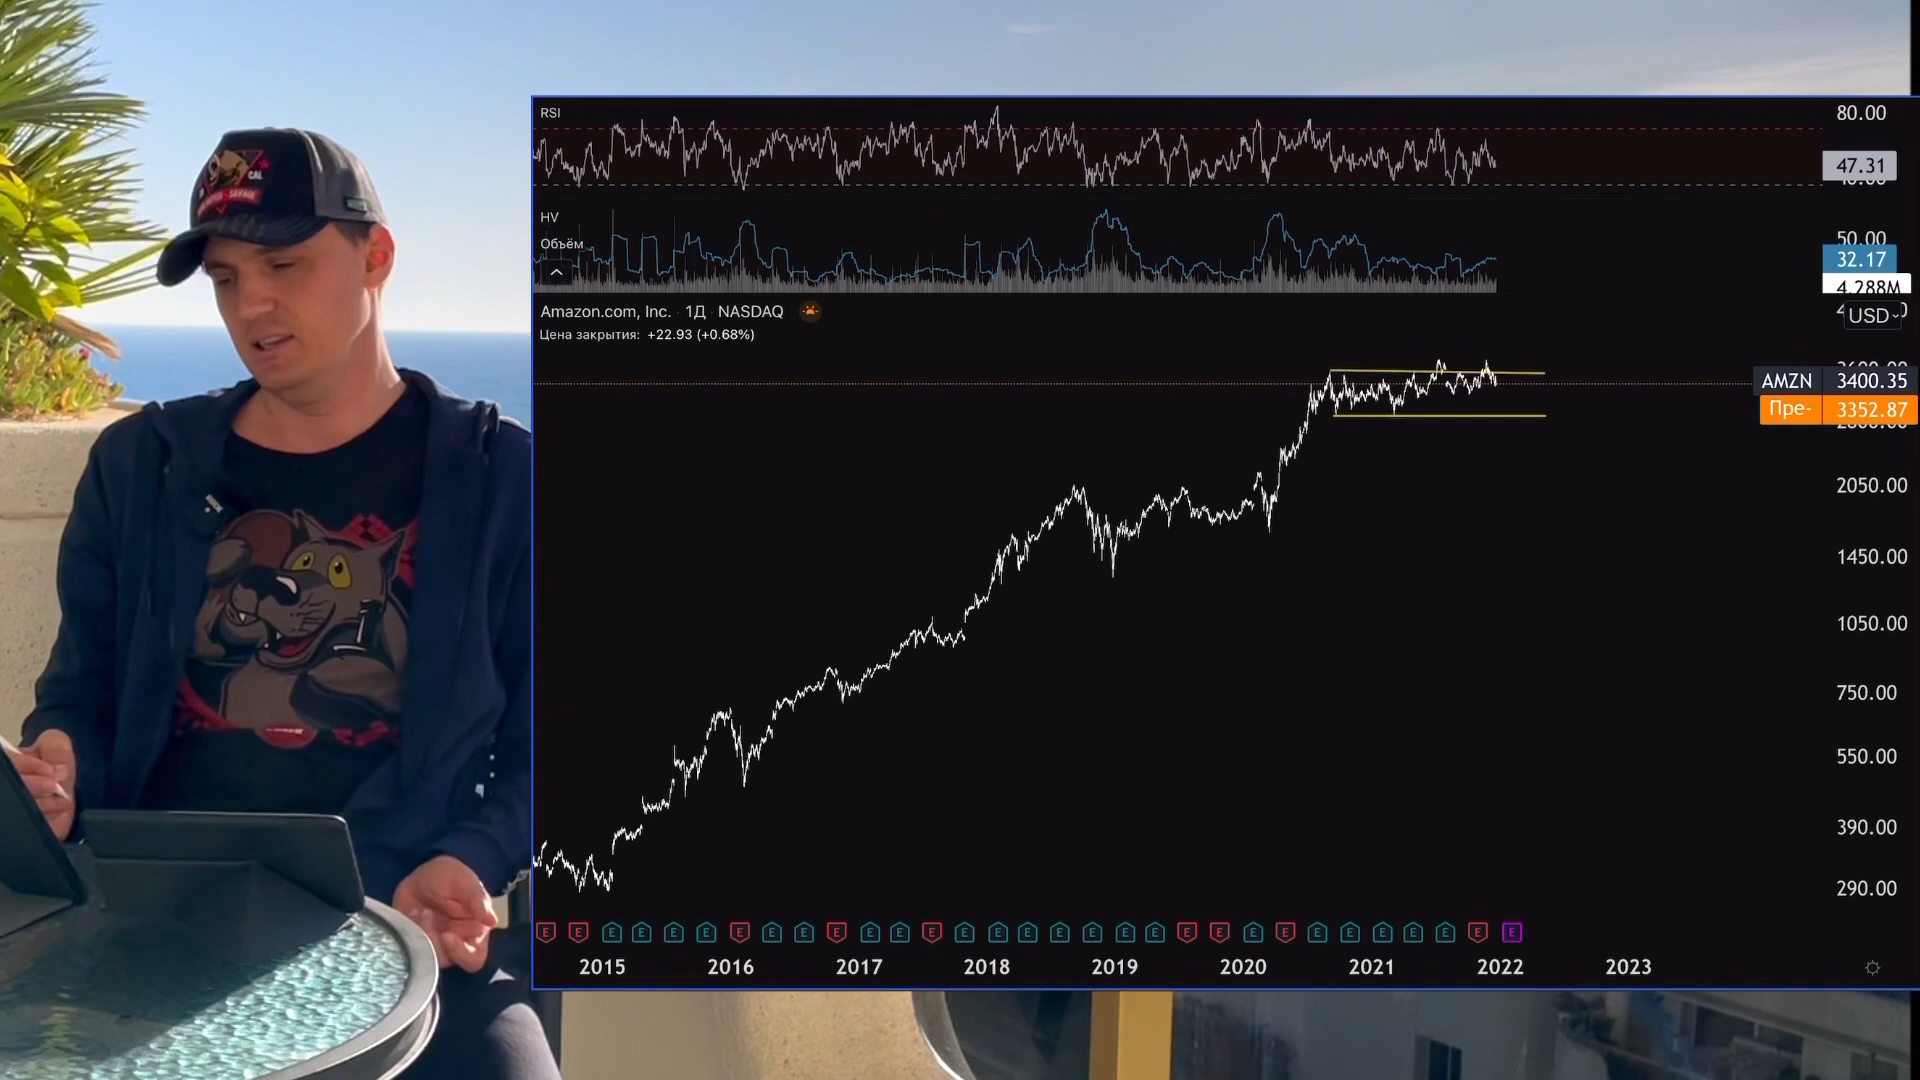 RSI
80.00
47.31
HV
Объём
50.00
32.17
4.288M
Amazon.com, Inc. · 1Д · NASDAQ
USD
Цена закрытия: +22.93 (+0.68%)
AMZN 3400.35
Пре- 3352.87
2050.00
1450.00
1050.00
750.00
550.00
390.00
290.00
E E E E E E E E E E E E E E E E E E E E E E E E E E E E E E E
2015 2016 2017 2018 2019 2020 2021 2022 2023
CAL